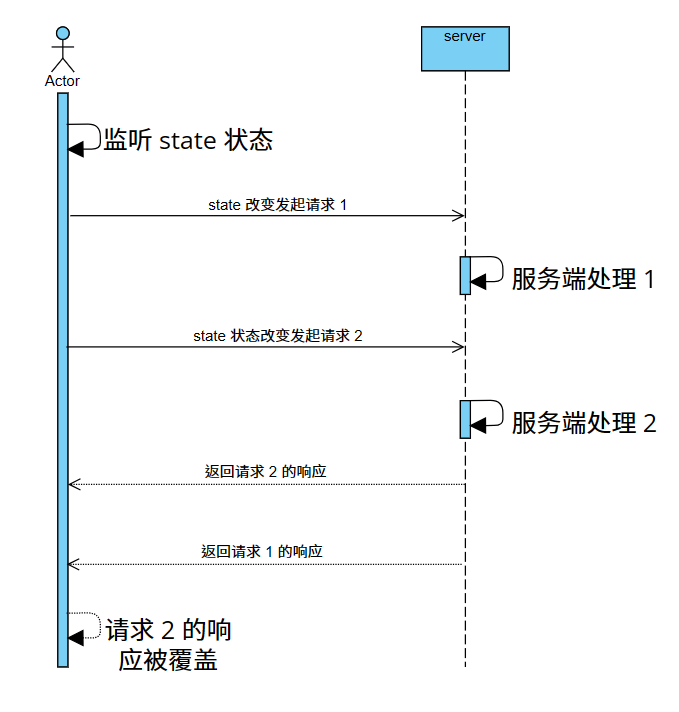 server
Actor
监听 state 状态
state 改变发起请求 1
服务端处理 1
state 状态改变发起请求 2
服务端处理 2
返回请求 2 的响应
返回请求 1 的响应
请求 2 的响
应被覆盖